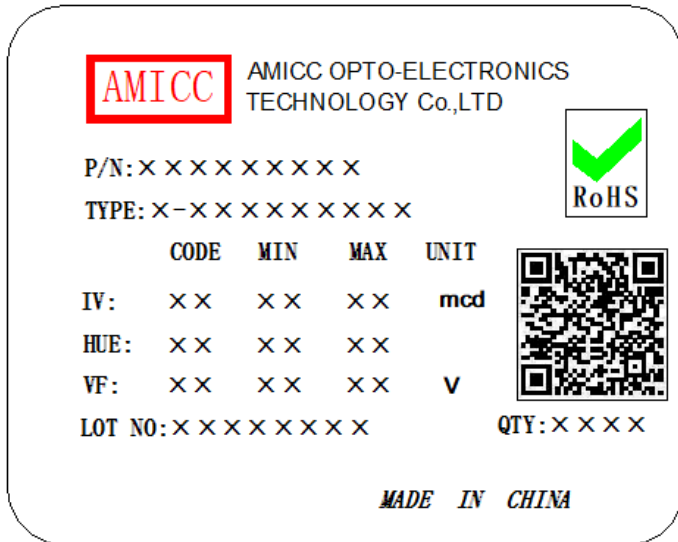 AMICC
AMICC OPTO-ELECTRONICS
TECHNOLOGY Co.,LTD
RoHS
P/N:×××××××××
TYPE:×-×××××××××
CODE MIN MAX UNIT
IV: ×× ×× ×× mcd
HUE: ×× ×× ××
VF: ×× ×× ×× V
LOT NO:××××××××
QTY:××××
MADE IN CHINA